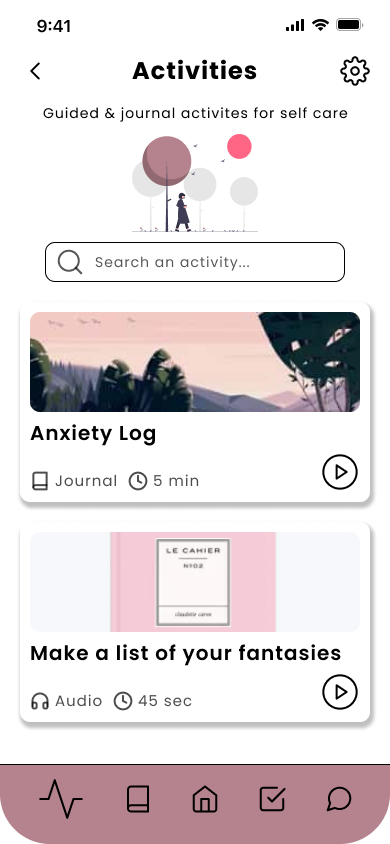 9:41
Activities
Guided & journal activites for self care
Search an activity...
Anxiety Log
Journal 5 min
LE CAHIER
Nº02
claudette caron
Make a list of your fantasies
Audio 45 sec